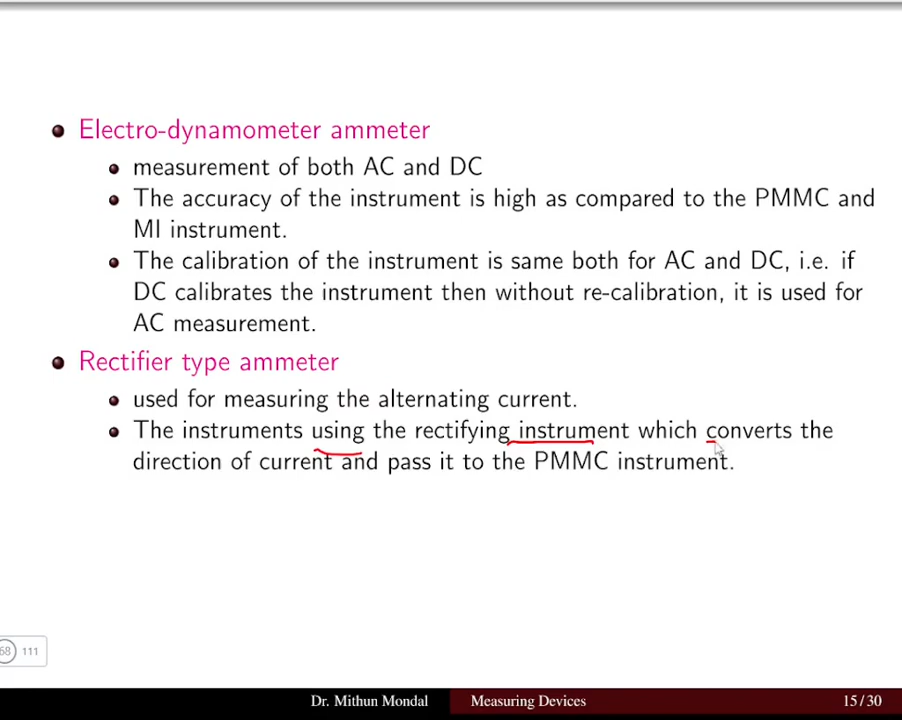 Electro-dynamometer ammeter
measurement of both AC and DC
The accuracy of the instrument is high as compared to the PMMC and
MI instrument.
The calibration of the instrument is same both for AC and DC, i.e. if
DC calibrates the instrument then without re-calibration, it is used for
AC measurement.
Rectifier type ammeter
used for measuring the alternating current.
The instruments using the rectifying instrument which converts the
direction of current and pass it to the PMMC instrument.
68 111
Dr. Mithun Mondal Measuring Devices 15 / 30